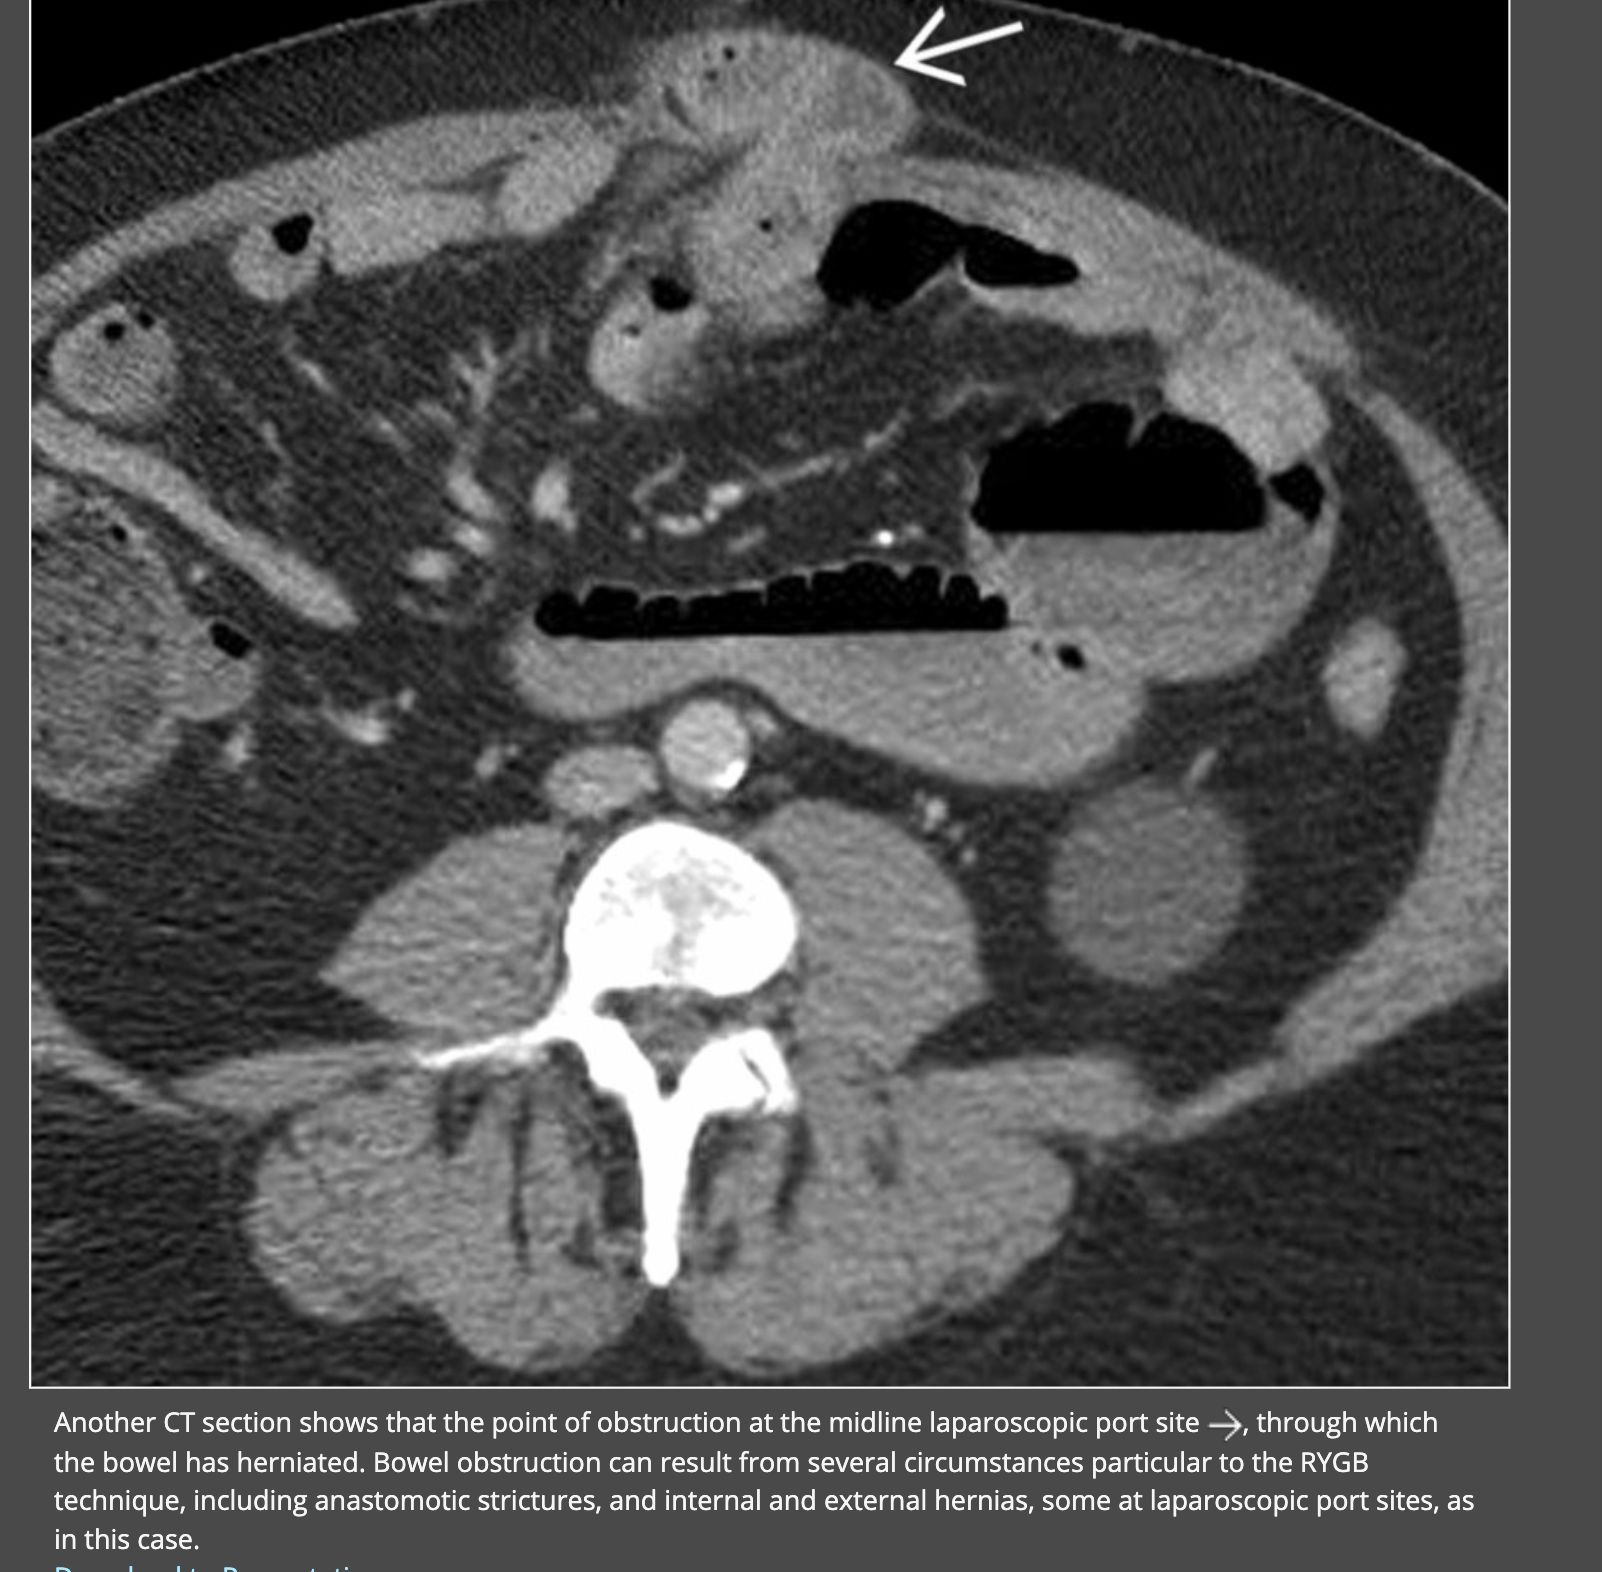 Another CT section shows that the point of obstruction at the midline laparoscopic port site →, through which
the bowel has herniated. Bowel obstruction can result from several circumstances particular to the RYGB
technique, including anastomotic strictures, and internal and external hernias, some at laparoscopic port sites, as
in this case.